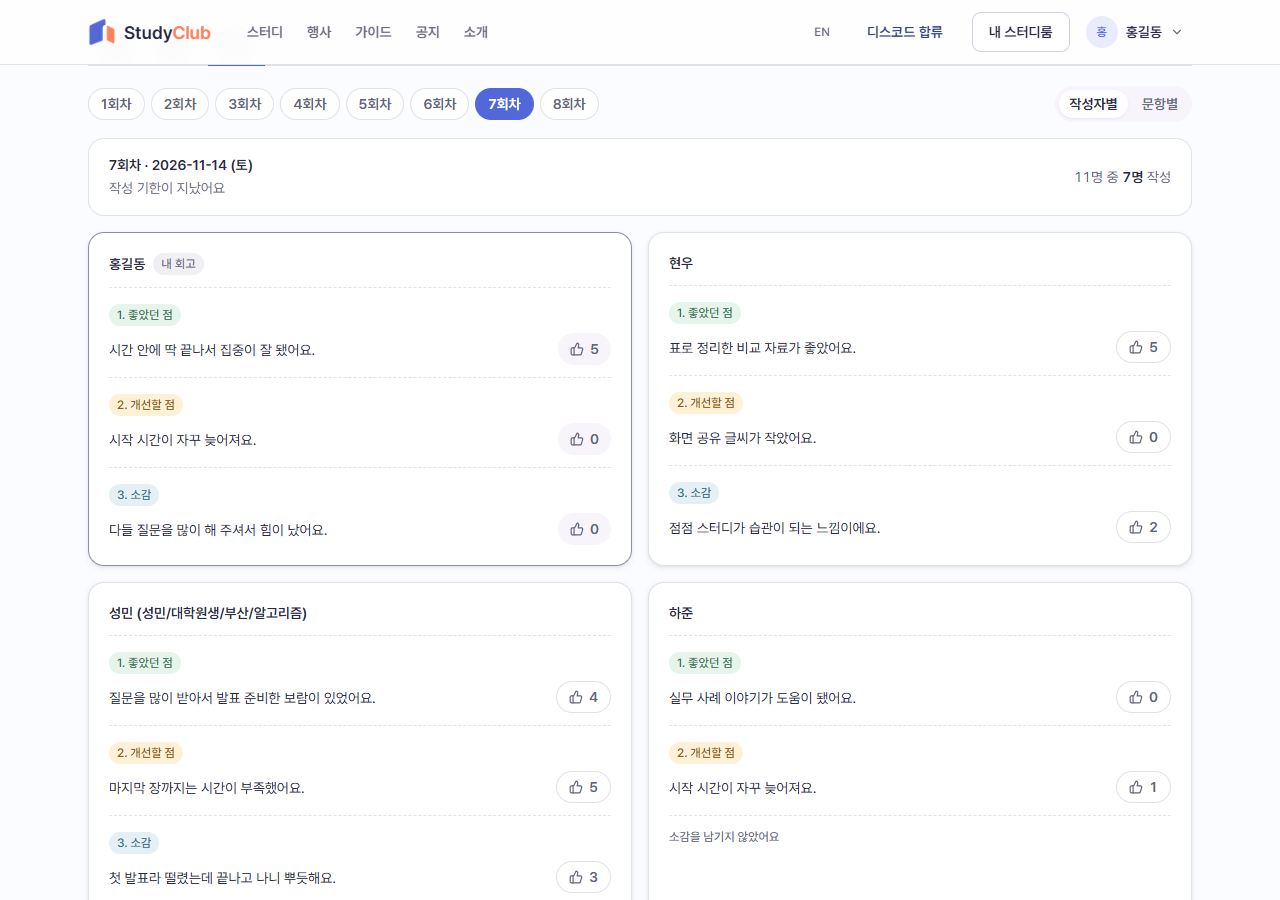 StudyClub 스터디 행사 가이드 공지 소개 EN 디스코드 합류 내 스터디룸 홍 홍길동
1회차 2회차 3회차 4회차 5회차 6회차 7회차 8회차 작성자별 문항별
7회차 · 2026-11-14 (토)
작성 기한이 지났어요
11명 중 7명 작성
홍길동 내 회고
1. 좋았던 점
시간 안에 딱 끝나서 집중이 잘 됐어요. 5
2. 개선할 점
시작 시간이 자꾸 늦어져요. 0
3. 소감
다들 질문을 많이 해 주셔서 힘이 났어요. 0
현우
1. 좋았던 점
표로 정리한 비교 자료가 좋았어요. 5
2. 개선할 점
화면 공유 글씨가 작았어요. 0
3. 소감
점점 스터디가 습관이 되는 느낌이에요. 2
성민 (성민/대학원생/부산/알고리즘)
1. 좋았던 점
질문을 많이 받아서 발표 준비한 보람이 있었어요. 4
2. 개선할 점
마지막 장까지는 시간이 부족했어요. 5
3. 소감
첫 발표라 떨렸는데 끝나고 나니 뿌듯해요. 3
하준
1. 좋았던 점
실무 사례 이야기가 도움이 됐어요. 0
2. 개선할 점
시작 시간이 자꾸 늦어져요. 1
소감을 남기지 않았어요